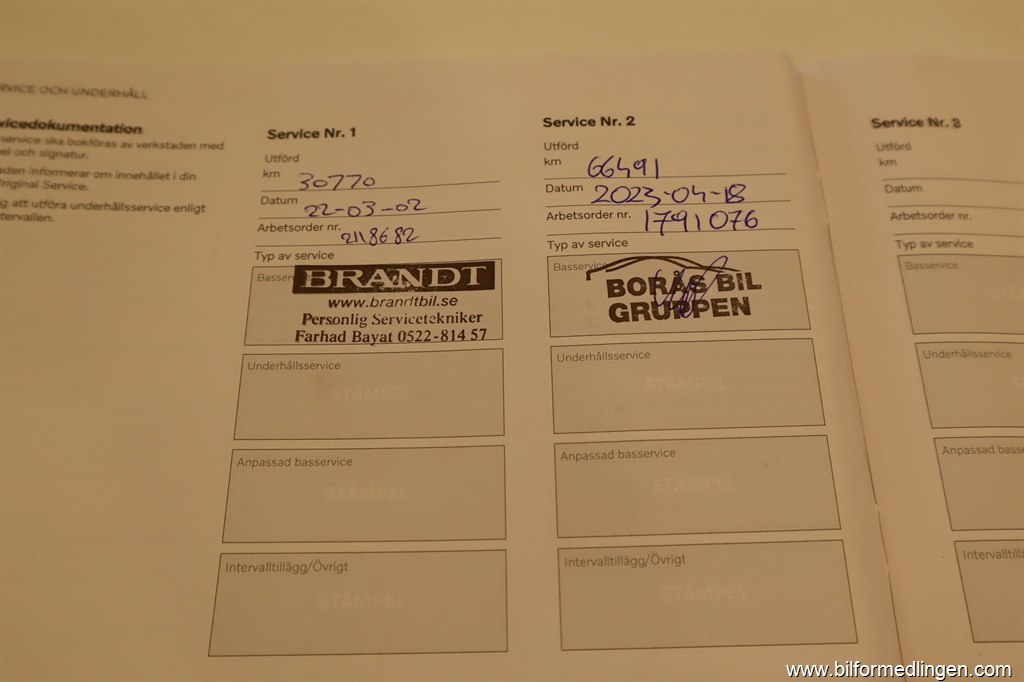 RVICE OCH UNDERHÅLL
vicedokumentation
service ska bokföras av verkstaden med
el och signatur.
den informerar om innehållet i din
Original Service.
g att utföra underhållsservice enligt
tervallen.
Service Nr. 1
Utförd
km 30770
Datum 22-03-02
Arbetsorder nr. 2118682
Typ av service
Basser
BRANDT
www.brandtbil.se
Personlig Servicetekniker
Farhad Bayat 0522-814 57
Underhållsservice
STÄMPEL
Anpassad basservice
STÄMPEL
Intervalltillägg/Övrigt
STÄMPEL
Service Nr. 2
Utförd
km 66491
Datum 2023-04-18
Arbetsorder nr. 1791076
Typ av service
Basservice
BORÅS BIL
GRUPPEN
Underhållsservice
STÄMPEL
Anpassad basservice
STÄMPEL
Intervalltillägg/Övrigt
STÄMPEL
Service Nr. 3
Utförd
km
Datum
Arbetsorder nr.
Typ av service
Basservice
Underhållsservice
Anpassad basse
Intervalltillägg
www.bilformedlingen.com